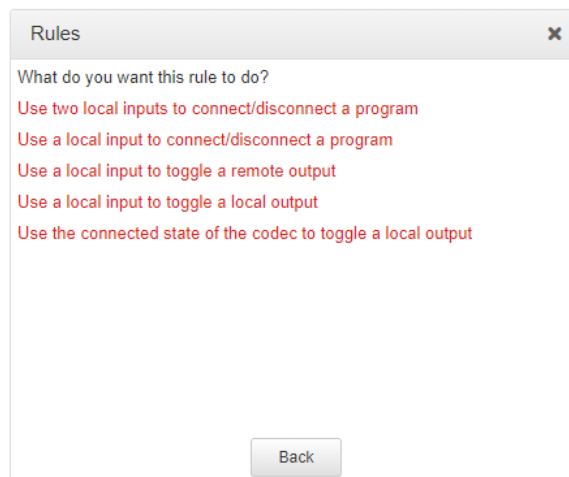 Rules
What do you want this rule to do?
Use two local inputs to connect/disconnect a program
Use a local input to connect/disconnect a program
Use a local input to toggle a remote output
Use a local input to toggle a local output
Use the connected state of the codec to toggle a local output
Back